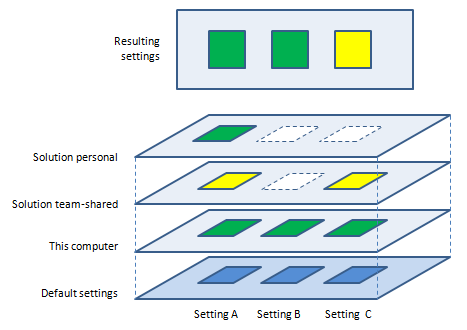 Resulting
settings
Solution personal
Solution team-shared
This computer
Default settings
Setting A
Setting B
Setting C